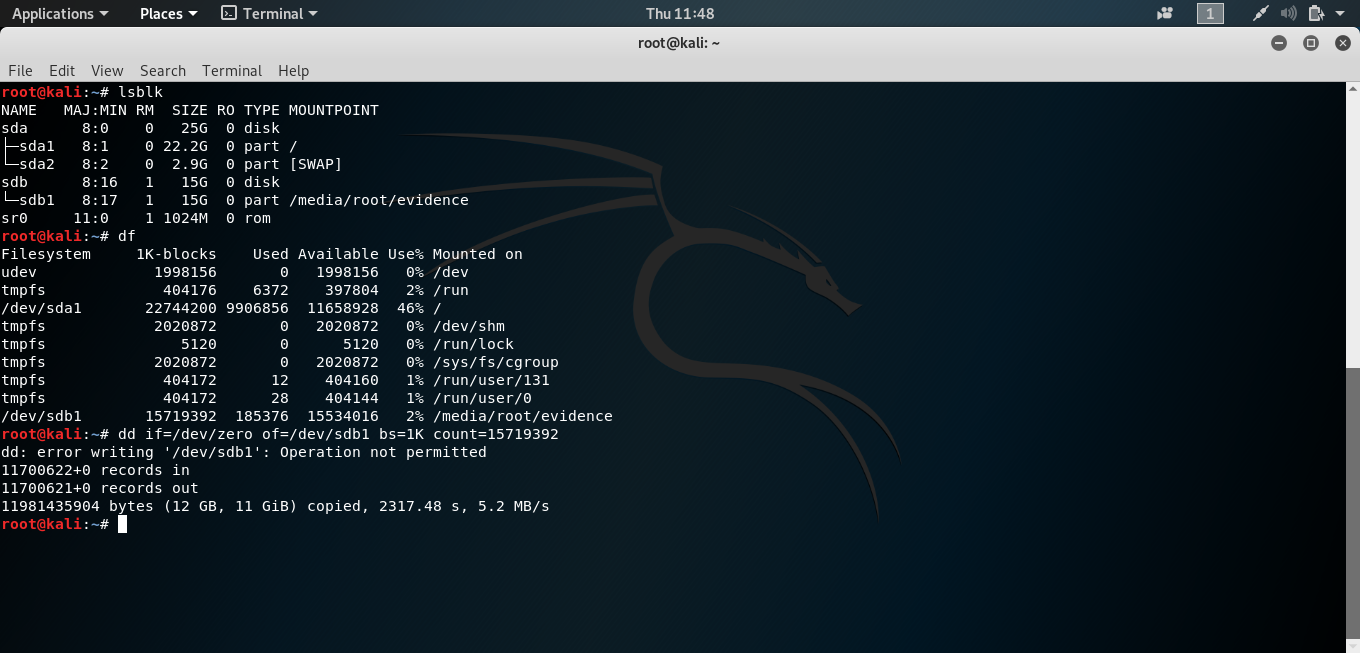 Applications Places Terminal Thu 11:48 1
root@kali: ~
File Edit View Search Terminal Help
root@kali:~# lsblk
NAME   MAJ:MIN RM  SIZE RO TYPE MOUNTPOINT
sda      8:0    0   25G  0 disk
├─sda1   8:1    0 22.2G  0 part /
└─sda2   8:2    0  2.9G  0 part [SWAP]
sdb      8:16   1   15G  0 disk
└─sdb1   8:17   1   15G  0 part /media/root/evidence
sr0     11:0    1 1024M  0 rom
root@kali:~# df
Filesystem     1K-blocks    Used Available Use% Mounted on
udev             1998156       0   1998156   0% /dev
tmpfs             404176    6372    397804   2% /run
/dev/sda1       22744200 9906856  11658928  46% /
tmpfs            2020872       0   2020872   0% /dev/shm
tmpfs               5120       0      5120   0% /run/lock
tmpfs            2020872       0   2020872   0% /sys/fs/cgroup
tmpfs             404172      12    404160   1% /run/user/131
tmpfs             404172      28    404144   1% /run/user/0
/dev/sdb1       15719392  185376  15534016   2% /media/root/evidence
root@kali:~# dd if=/dev/zero of=/dev/sdb1 bs=1K count=15719392
dd: error writing '/dev/sdb1': Operation not permitted
11700622+0 records in
11700621+0 records out
11981435904 bytes (12 GB, 11 GiB) copied, 2317.48 s, 5.2 MB/s
root@kali:~#